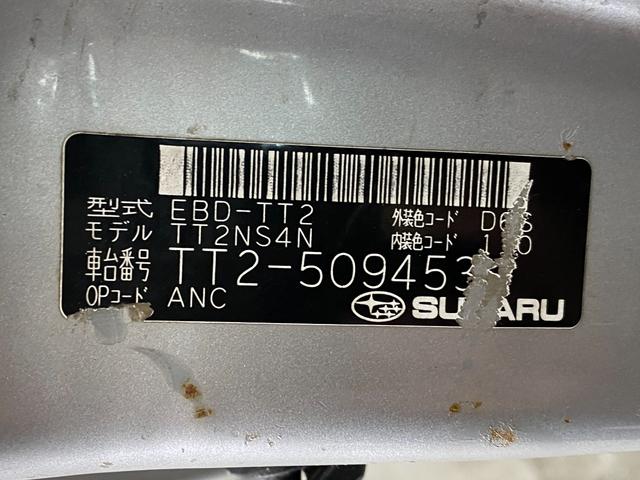 型式 EBD-TT2 外装色コード
モデル TT2NS4N 内装色コード
車台番号 TT2-509453
OPコード ANC SUBARU